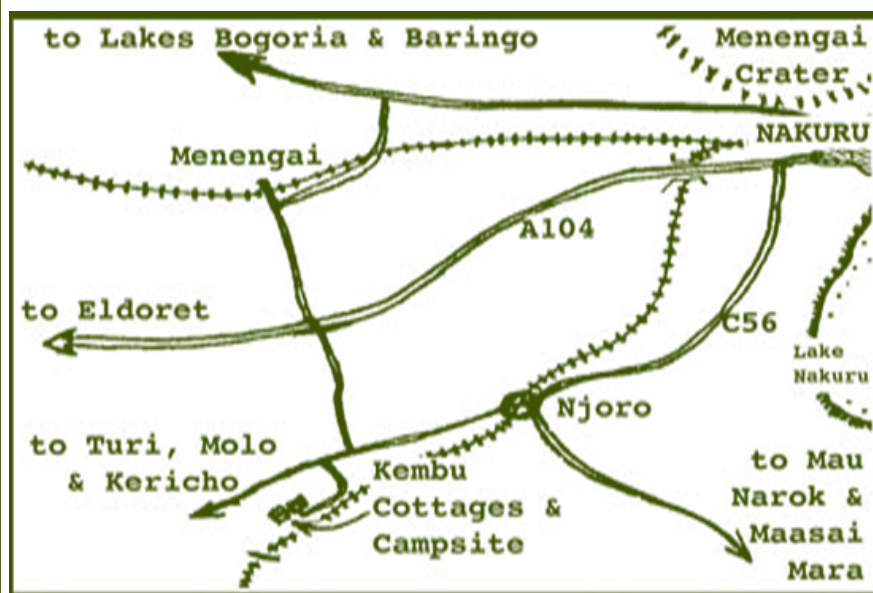 to Lakes Bogoria & Baringo
Menengai
Crater
NAKURU
Menengai
A104
to Eldoret
C56
Lake
Nakuru
Njoro
to Turi, Molo
& Kericho
Kembu
Cottages &
Campsite
to Mau
Narok &
Maasai
Mara